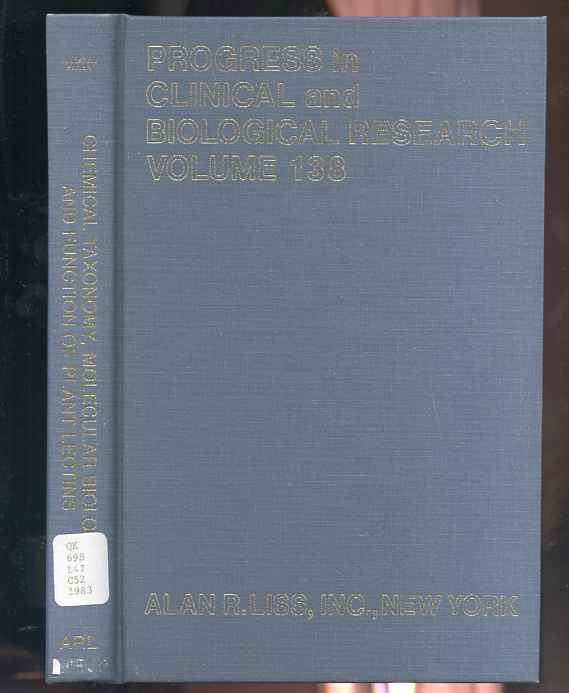 PROGRESS in
CLINICAL and
BIOLOGICAL RESEARCH
VOLUME 138
ALAN R. LISS, INC., NEW YORK
CHEMICAL TAXONOMY, MOLECULAR BIOLO
AND FUNCTION OF PLANT LECTINS
QK
698
L47
C52
1983
ARL